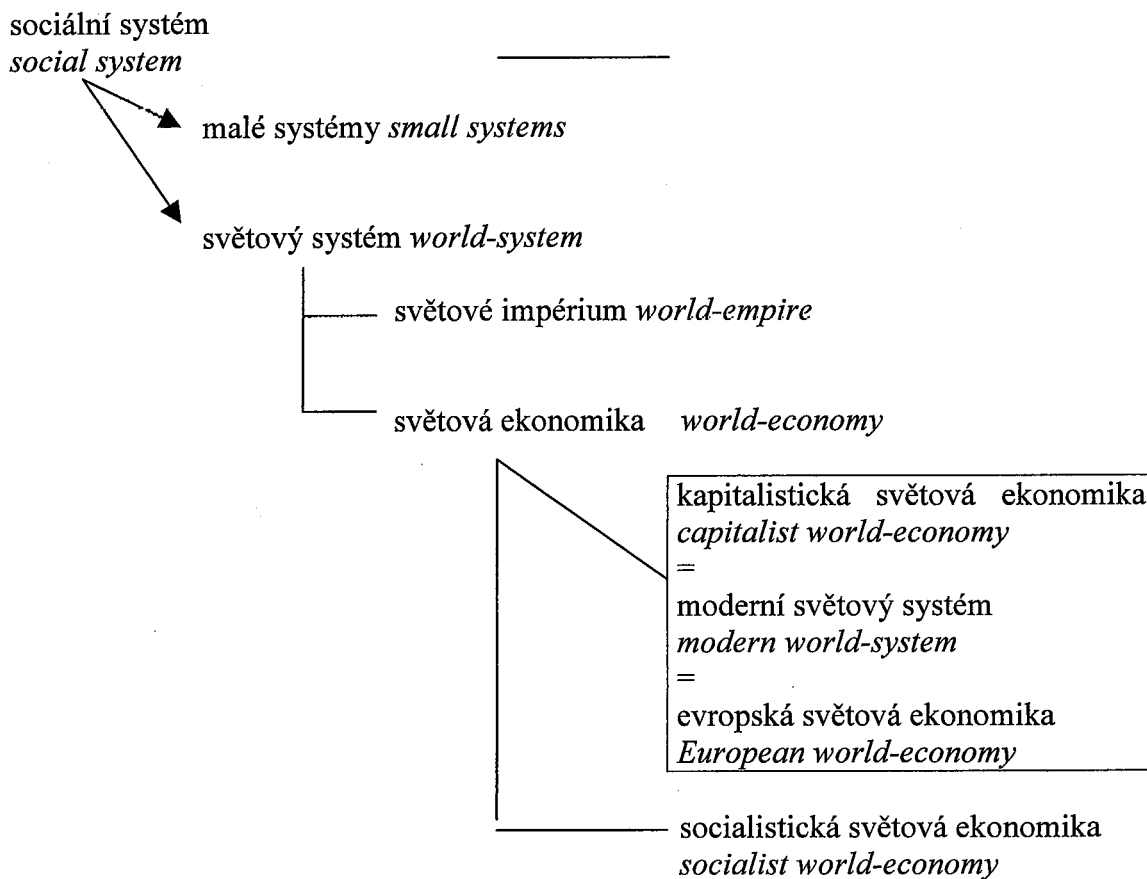 sociální systém
social system
malé systémy small systems
světový systém world-system
světové impérium world-empire
světová ekonomika world-economy
kapitalistická světová ekonomika
capitalist world-economy
=
moderní světový systém
modern world-system
=
evropská světová ekonomika
European world-economy
socialistická světová ekonomika
socialist world-economy